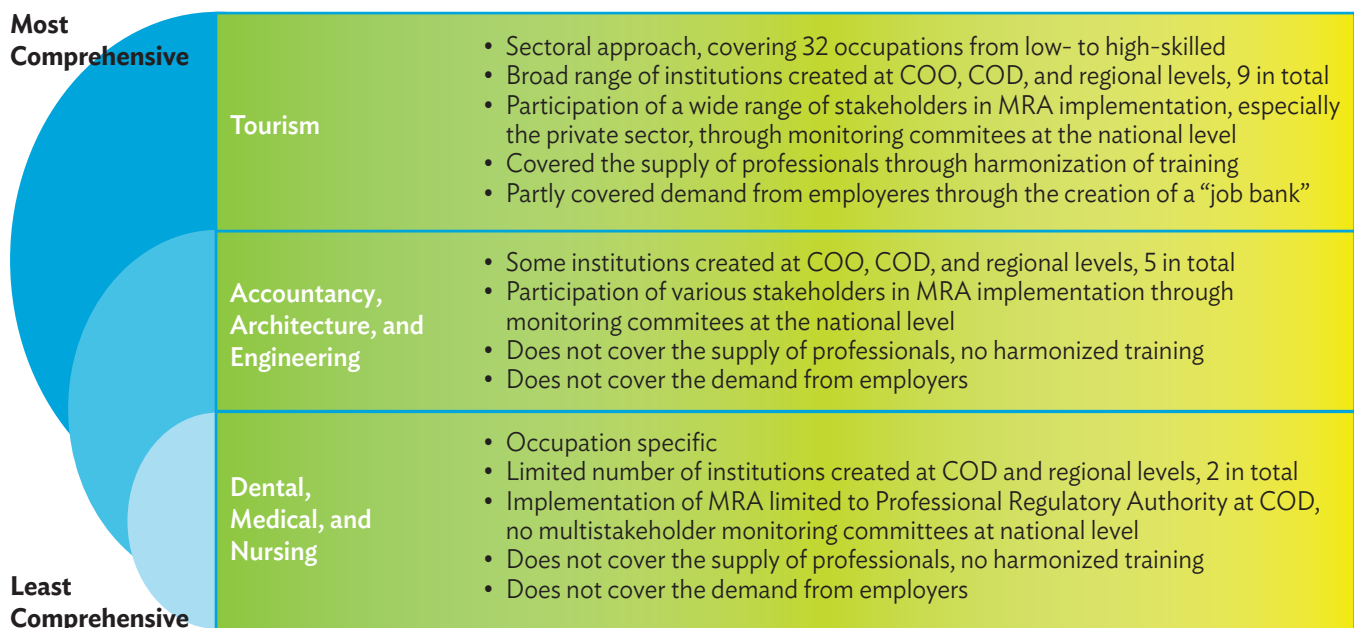 Most
Comprehensive
Tourism
• Sectoral approach, covering 32 occupations from low- to high-skilled
• Broad range of institutions created at COO, COD, and regional levels, 9 in total
• Participation of a wide range of stakeholders in MRA implementation, especially
the private sector, through monitoring commitees at the national level
• Covered the supply of professionals through harmonization of training
• Partly covered demand from employeres through the creation of a “job bank”
Accountancy,
Architecture, and
Engineering
• Some institutions created at COO, COD, and regional levels, 5 in total
• Participation of various stakeholders in MRA implementation through
monitoring commitees at the national level
• Does not cover the supply of professionals, no harmonized training
• Does not cover the demand from employers
Dental,
Medical, and
Nursing
• Occupation specific
• Limited number of institutions created at COD and regional levels, 2 in total
• Implementation of MRA limited to Professional Regulatory Authority at COD,
no multistakeholder monitoring committees at national level
• Does not cover the supply of professionals, no harmonized training
• Does not cover the demand from employers
Least
Comprehensive